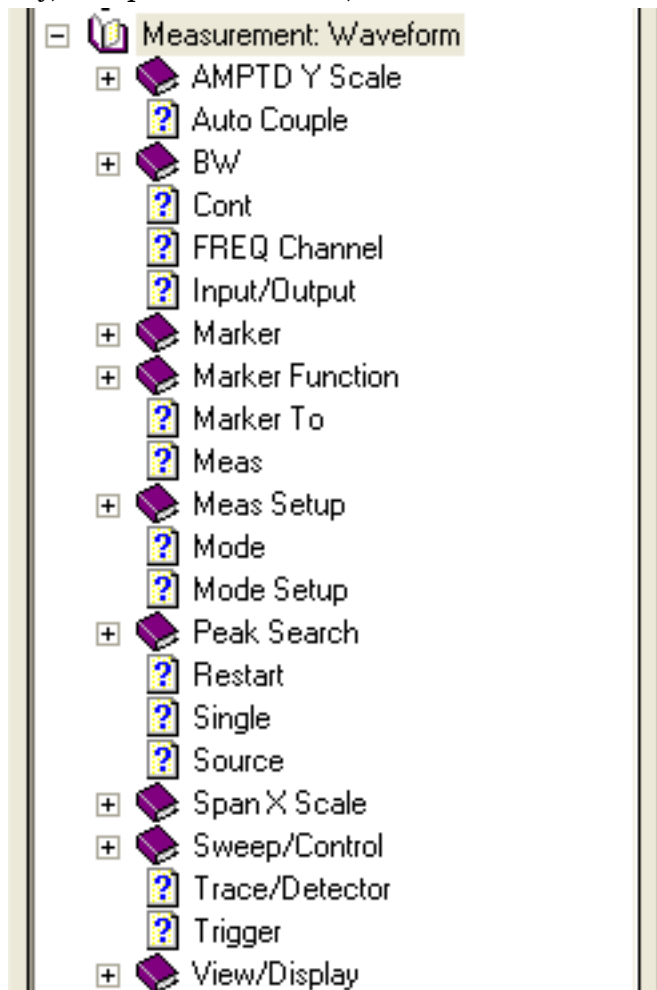 Measurement: Waveform
AMPTD Y Scale
Auto Couple
BW
Cont
FREQ Channel
Input/Output
Marker
Marker Function
Marker To
Meas
Meas Setup
Mode
Mode Setup
Peak Search
Restart
Single
Source
Span X Scale
Sweep/Control
Trace/Detector
Trigger
View/Display